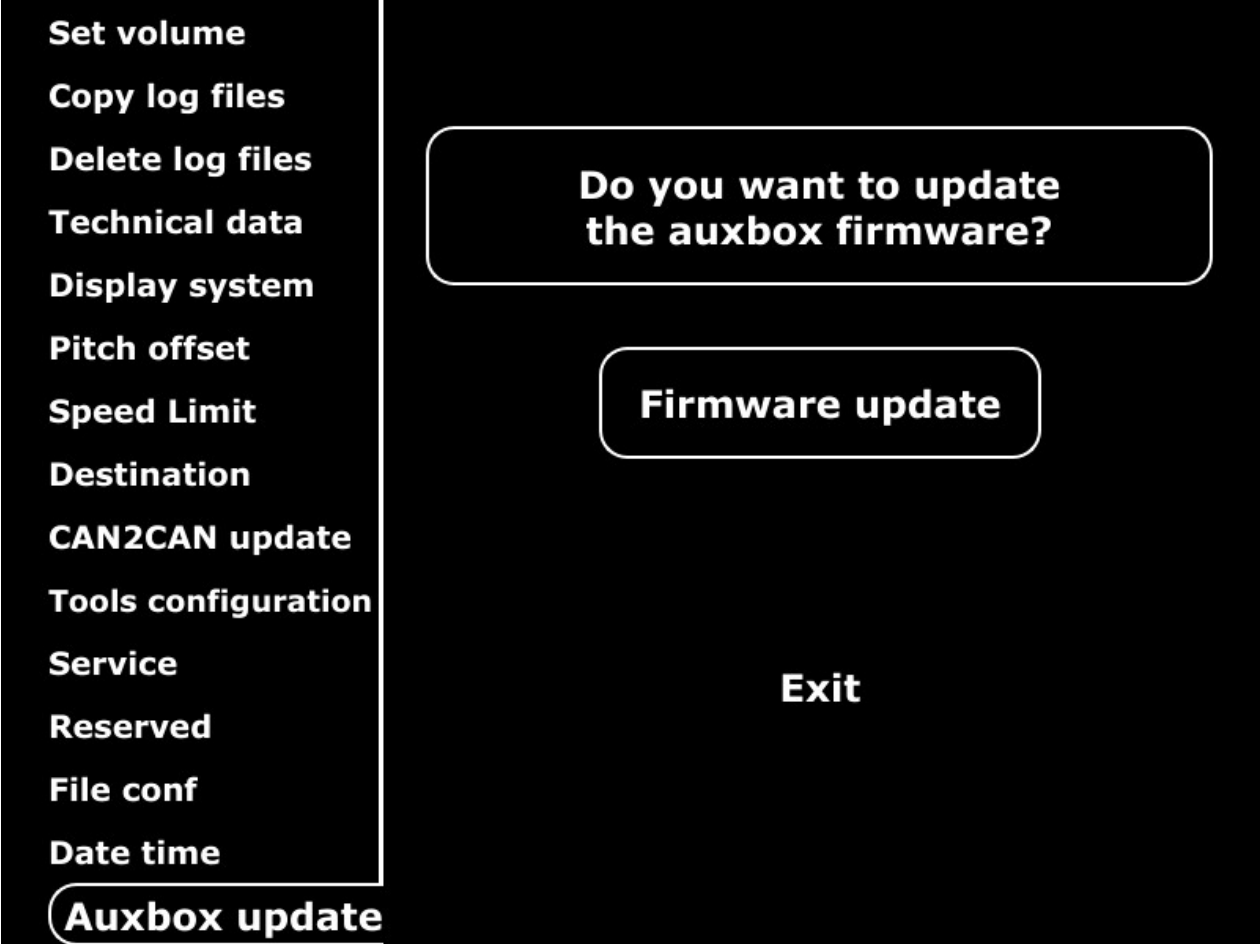 Set volume
Copy log files
Delete log files
Technical data
Display system
Pitch offset
Speed Limit
Destination
CAN2CAN update
Tools configuration
Service
Reserved
File conf
Date time
Auxbox update
Do you want to update
the auxbox firmware?
Firmware update
Exit